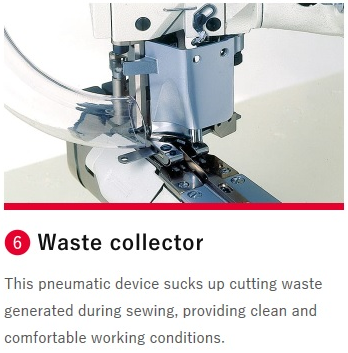 6 Waste collector
This pneumatic device sucks up cutting waste
generated during sewing, providing clean and
comfortable working conditions.